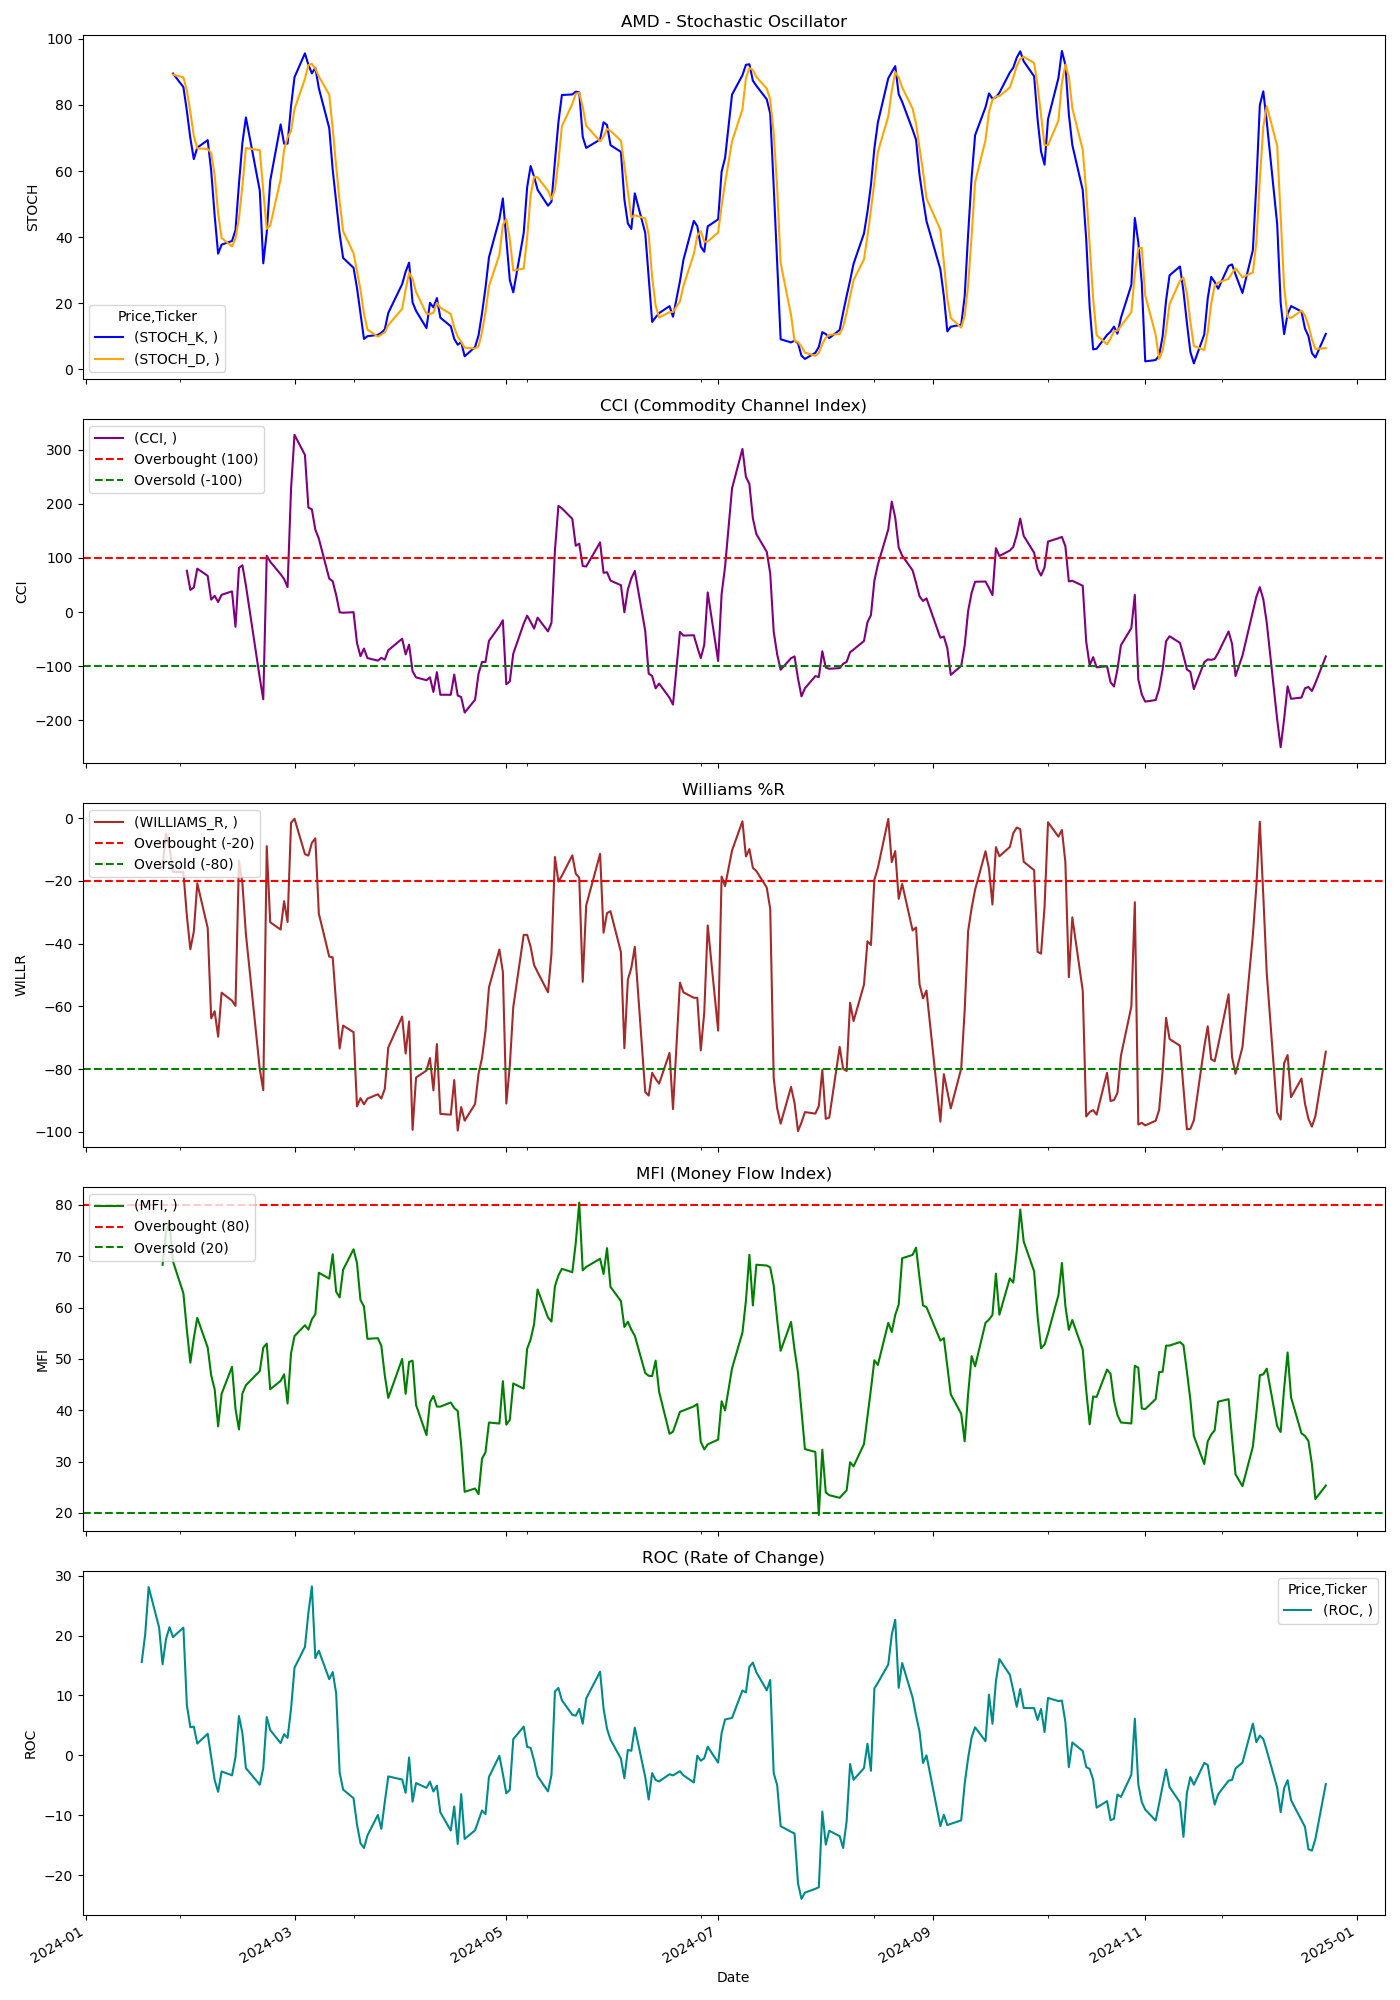 AMD - Stochastic Oscillator
100
80
60
40
20
0
STOCH
Price,Ticker
(STOCH_K, )
(STOCH_D, )
CCI (Commodity Channel Index)
300
200
100
0
−100
−200
CCI
(CCI, )
Overbought (100)
Oversold (-100)
Williams %R
0
−20
−40
−60
−80
−100
WILLR
(WILLIAMS_R, )
Overbought (-20)
Oversold (-80)
MFI (Money Flow Index)
80
70
60
50
40
30
20
MFI
(MFI, )
Overbought (80)
Oversold (20)
ROC (Rate of Change)
30
20
10
0
−10
−20
ROC
Price,Ticker
(ROC, )
2024-01
2024-03
2024-05
2024-07
2024-09
2024-11
2025-01
Date